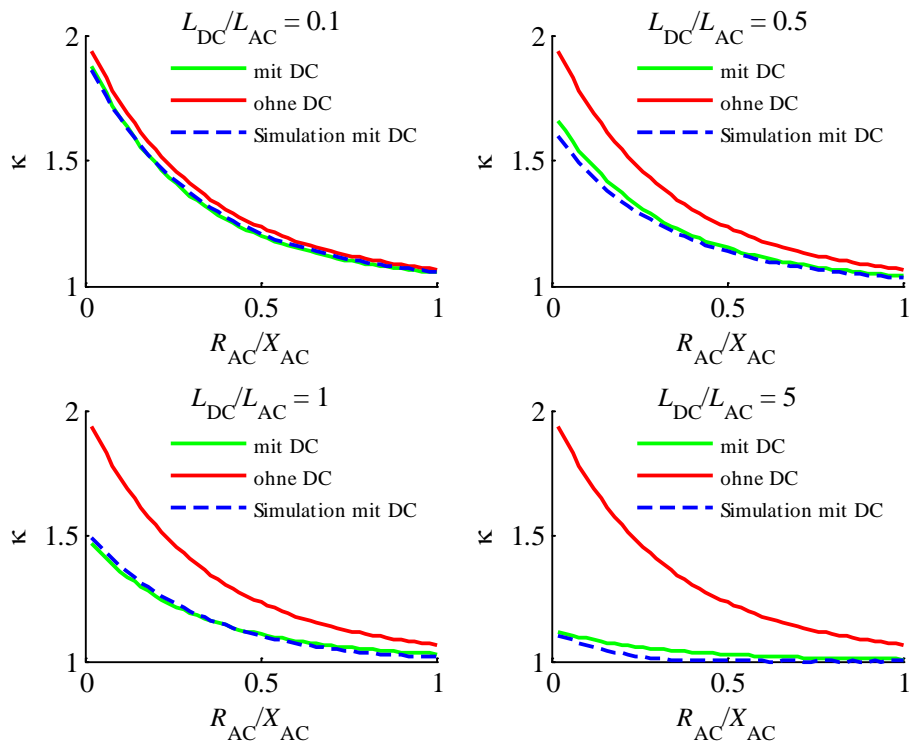 L_DC/L_AC = 0.1
2
mit DC
ohne DC
Simulation mit DC
κ
1.5
1
0
0.5
1
R_AC/X_AC
L_DC/L_AC = 0.5
2
mit DC
ohne DC
Simulation mit DC
κ
1.5
1
0
0.5
1
R_AC/X_AC
L_DC/L_AC = 1
2
mit DC
ohne DC
Simulation mit DC
κ
1.5
1
0
0.5
1
R_AC/X_AC
L_DC/L_AC = 5
2
mit DC
ohne DC
Simulation mit DC
κ
1.5
1
0
0.5
1
R_AC/X_AC